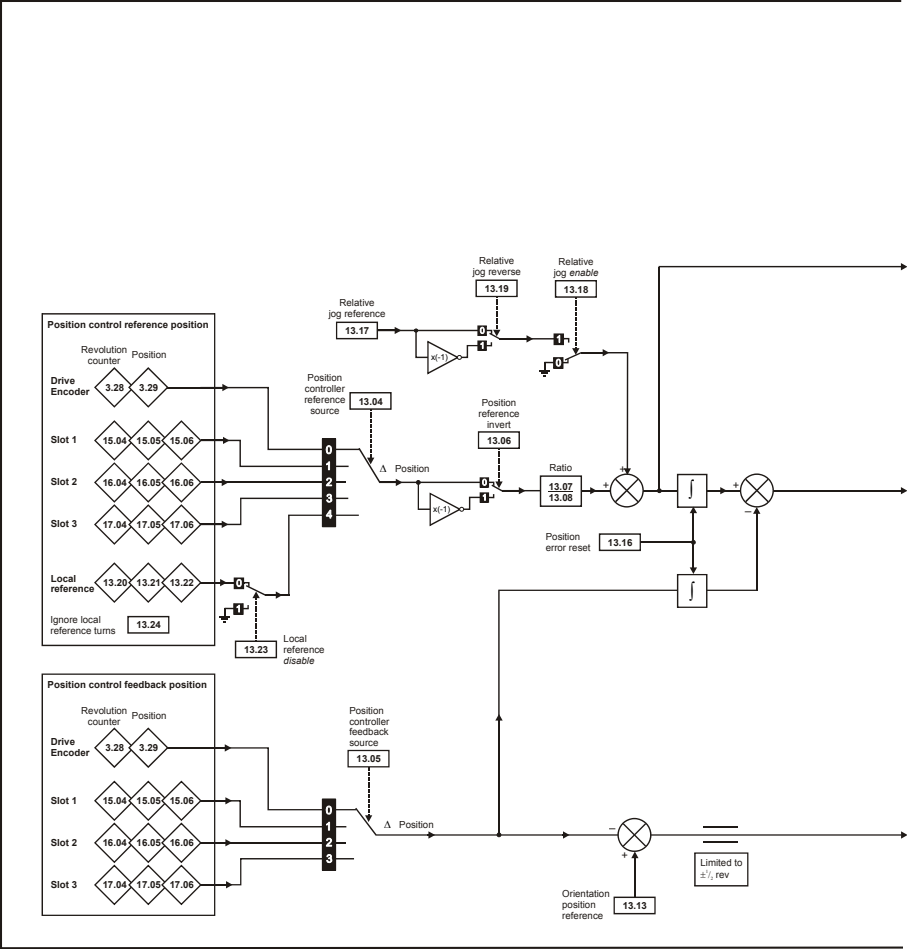 Relative
jog reverse
13.19
Relative
jog enable
13.18
Relative
jog reference
13.17
0
1
x(-1)
1
0
Position control reference position
Revolution
counter
Position
Drive
Encoder
3.28
3.29
Slot 1
15.04
15.05
15.06
Slot 2
16.04
16.05
16.06
Slot 3
17.04
17.05
17.06
Local
reference
13.20
13.21
13.22
Ignore local
reference turns
13.24
0
1
13.23
Local
reference
disable
Position
controller
reference
source
13.04
0
1
2
3
4
Δ Position
x(-1)
Position
reference
invert
13.06
0
1
Ratio
13.07
13.08
+
+
∫
+
−
Position
error reset
13.16
∫
Position control feedback position
Revolution
counter
Position
Drive
Encoder
3.28
3.29
Slot 1
15.04
15.05
15.06
Slot 2
16.04
16.05
16.06
Slot 3
17.04
17.05
17.06
Position
controller
feedback
source
13.05
0
1
2
3
Δ Position
−
+
Orientation
position
reference
13.13
Limited to
±1/2 rev